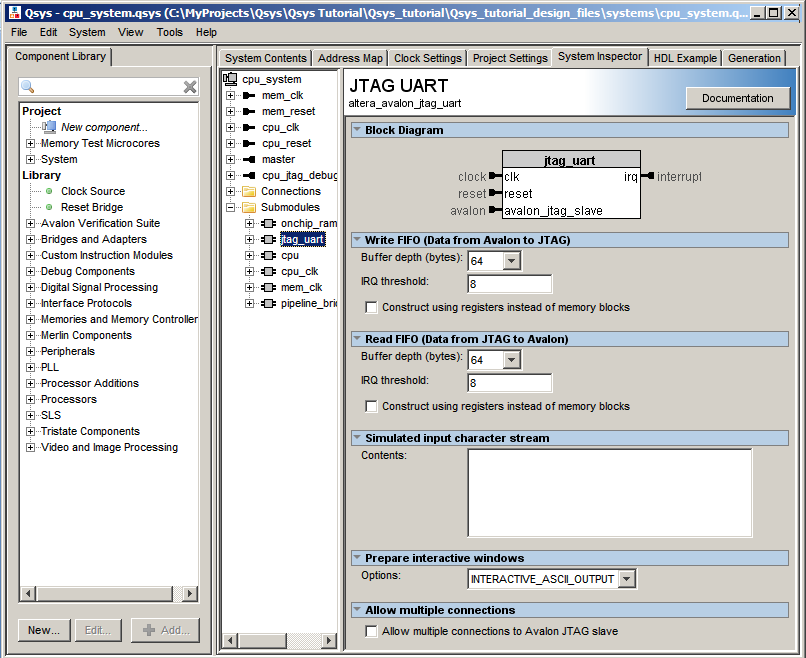 Qsys - cpu_system.qsys (C:\MyProjects\Qsys\Qsys Tutorial\Qsys_tutorial\Qsys_tutorial_design_files\systems\cpu_system.q...
File Edit System View Tools Help
Component Library
Project
New component...
Memory Test Microcores
System
Library
Clock Source
Reset Bridge
Avalon Verification Suite
Bridges and Adapters
Custom Instruction Modules
Debug Components
Digital Signal Processing
Interface Protocols
Memories and Memory Controller
Merlin Components
Peripherals
PLL
Processor Additions
Processors
SLS
Tristate Components
Video and Image Processing
New... Edit... Add...
System Contents Address Map Clock Settings Project Settings System Inspector HDL Example Generation
cpu_system
mem_clk
mem_reset
cpu_clk
cpu_reset
master
cpu_jtag_debug
Connections
Submodules
onchip_ram
jtag_uart
cpu
cpu_clk
mem_clk
pipeline_brid
JTAG UART
altera_avalon_jtag_uart
Documentation
Block Diagram
jtag_uart
clock clk irq interrupt
reset reset
avalon avalon_jtag_slave
Write FIFO (Data from Avalon to JTAG)
Buffer depth (bytes): 64
IRQ threshold: 8
Construct using registers instead of memory blocks
Read FIFO (Data from JTAG to Avalon)
Buffer depth (bytes): 64
IRQ threshold: 8
Construct using registers instead of memory blocks
Simulated input character stream
Contents:
Prepare interactive windows
Options: INTERACTIVE_ASCII_OUTPUT
Allow multiple connections
Allow multiple connections to Avalon JTAG slave